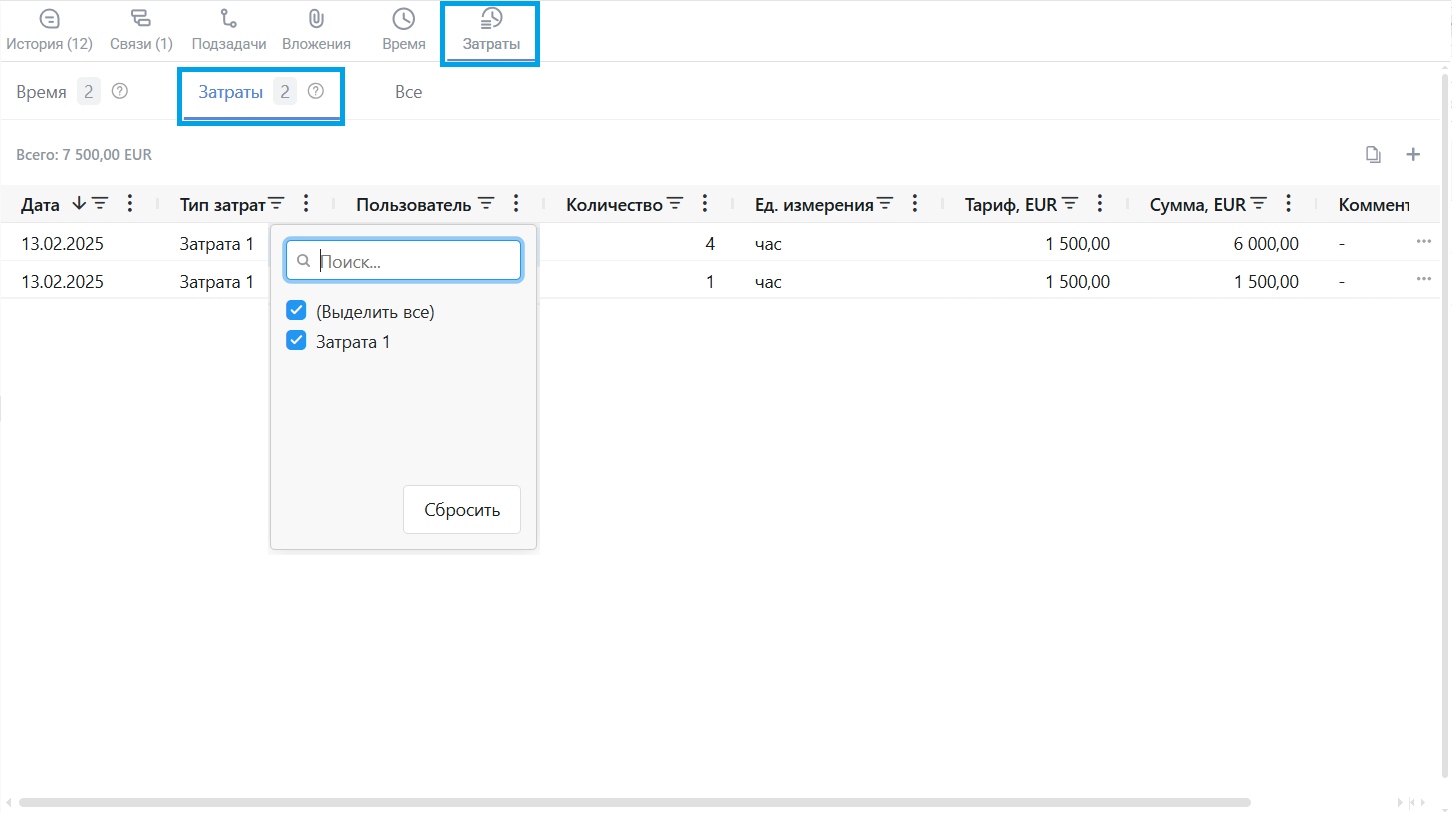 История (12) Связи (1) Подзадачи Вложения Время Затраты
Время 2 Затраты 2 Все
Всего: 7 500,00 EUR
Дата Тип затрат Пользователь Количество Ед. измерения Тариф, EUR Сумма, EUR Коммент
13.02.2025 Затрата 1 4 час 1 500,00 6 000,00 -
13.02.2025 Затрата 1 1 час 1 500,00 1 500,00 -
Поиск...
(Выделить все)
Затрата 1
Сбросить